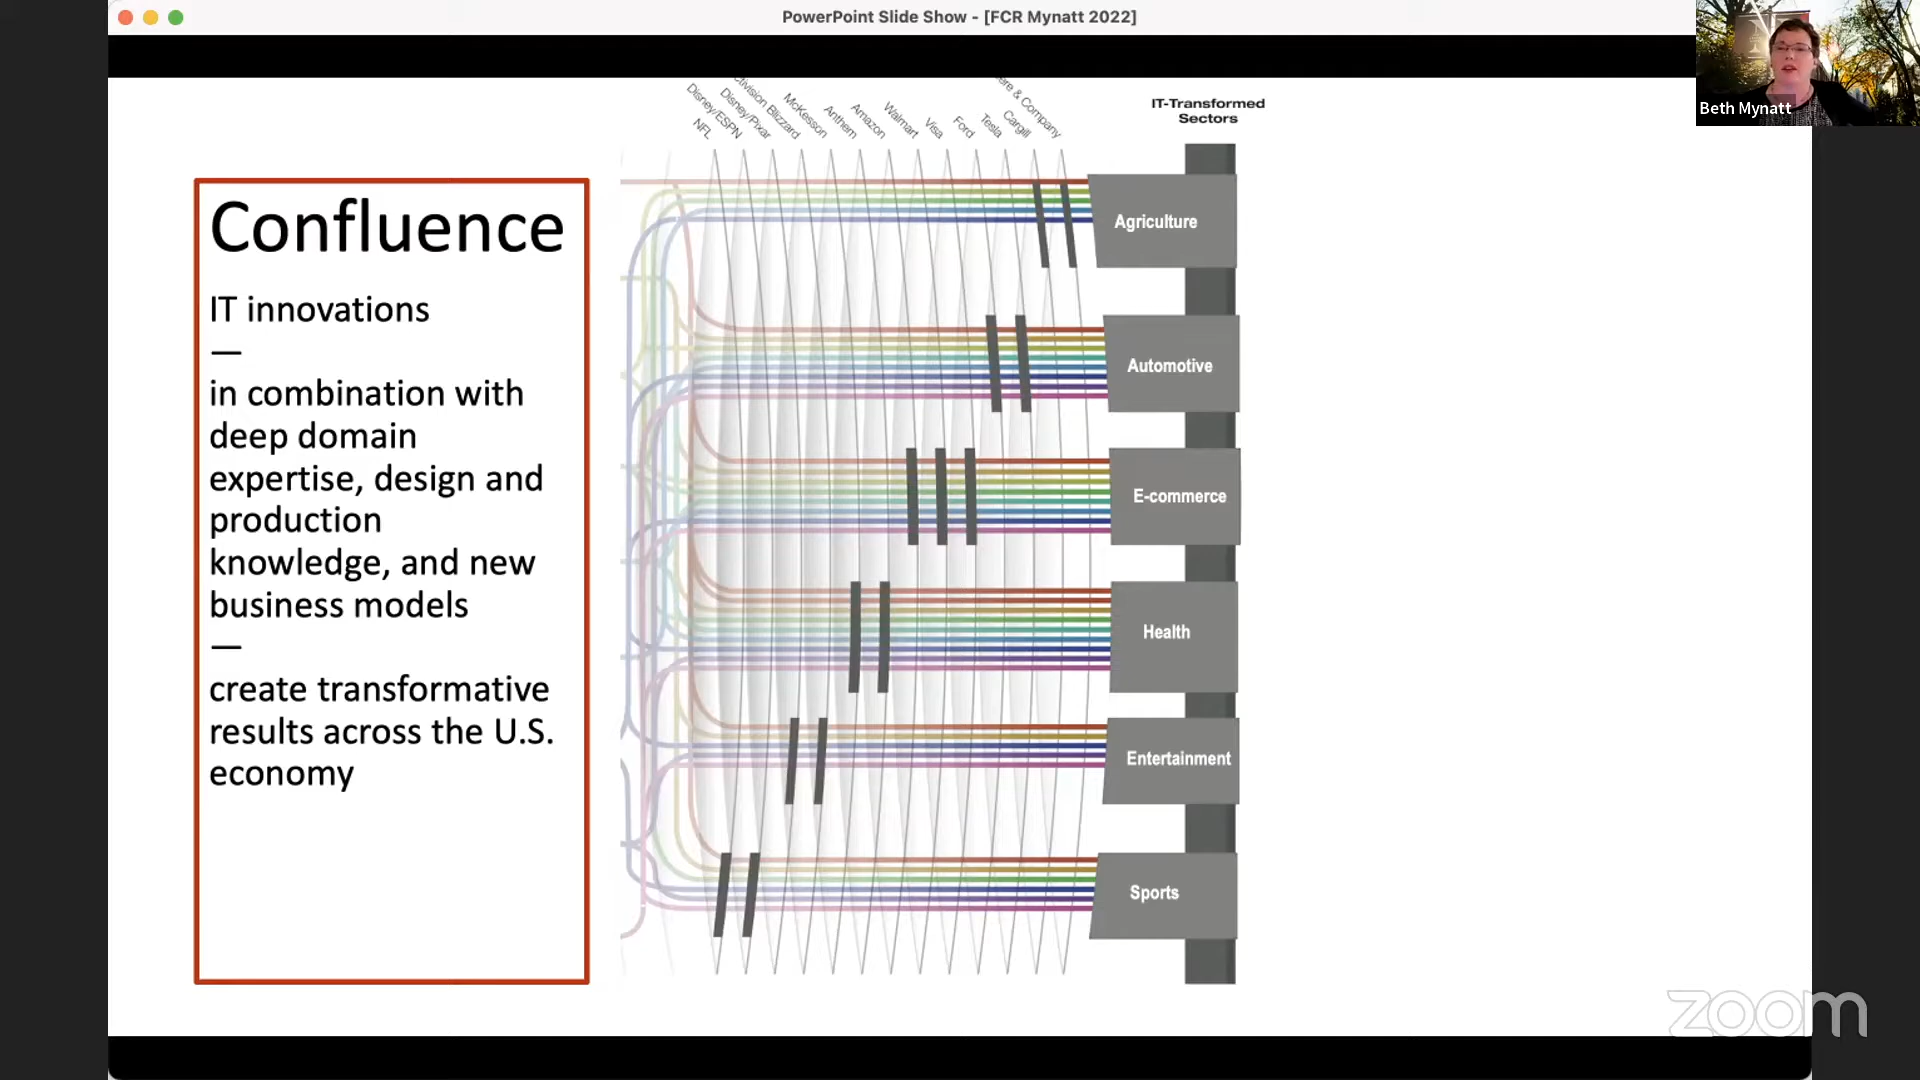 PowerPoint Slide Show - [FCR Mynatt 2022]
Beth Mynatt
Confluence
IT innovations
—
in combination with
deep domain
expertise, design and
production
knowledge, and new
business models
—
create transformative
results across the U.S.
economy
NFL
Disney/ESPN
Disney/Pixar
Blizzard
McKesson
Anthem
Amazon
Walmart
Visa
Ford
Tesla
Cargill
& Company
IT-Transformed
Sectors
Agriculture
Automotive
E-commerce
Health
Entertainment
Sports
zoom